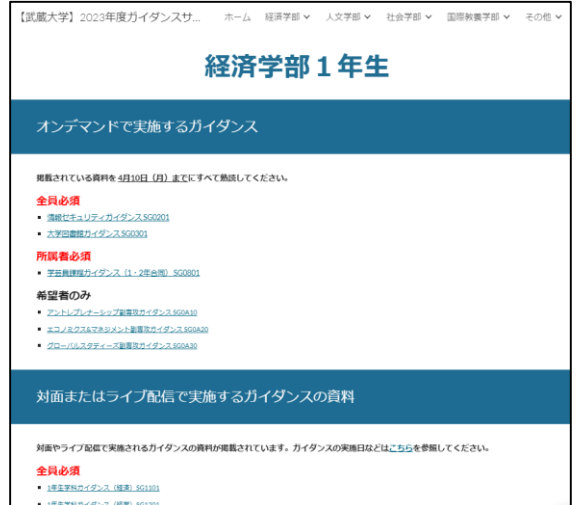 【武蔵大学】2023年度ガイダンスサ... ホーム 経済学部 人文学部 社会学部 国際教養学部 その他
経済学部１年生
オンデマンドで実施するガイダンス
掲載されている資料を 4月10日（月）までにすべて熟読してください。
全員必須
情報セキュリティガイダンス SG0201
大学図書館ガイダンス SG0301
所属者必須
学芸員課程ガイダンス（1・2年合同）SG0801
希望者のみ
アントレプレナーシップ副専攻ガイダンス SG0A10
エコノミクス&マネジメント副専攻ガイダンス SG0A20
グローバルスタディーズ副専攻ガイダンス SG0A30
対面またはライブ配信で実施するガイダンスの資料
対面やライブ配信で実施されるガイダンスの資料が掲載されています。ガイダンスの実施日などはこちらを参照してください。
全員必須
1年生学科ガイダンス（経済）SG1101
1年生学科ガイダンス（経営）SG1201